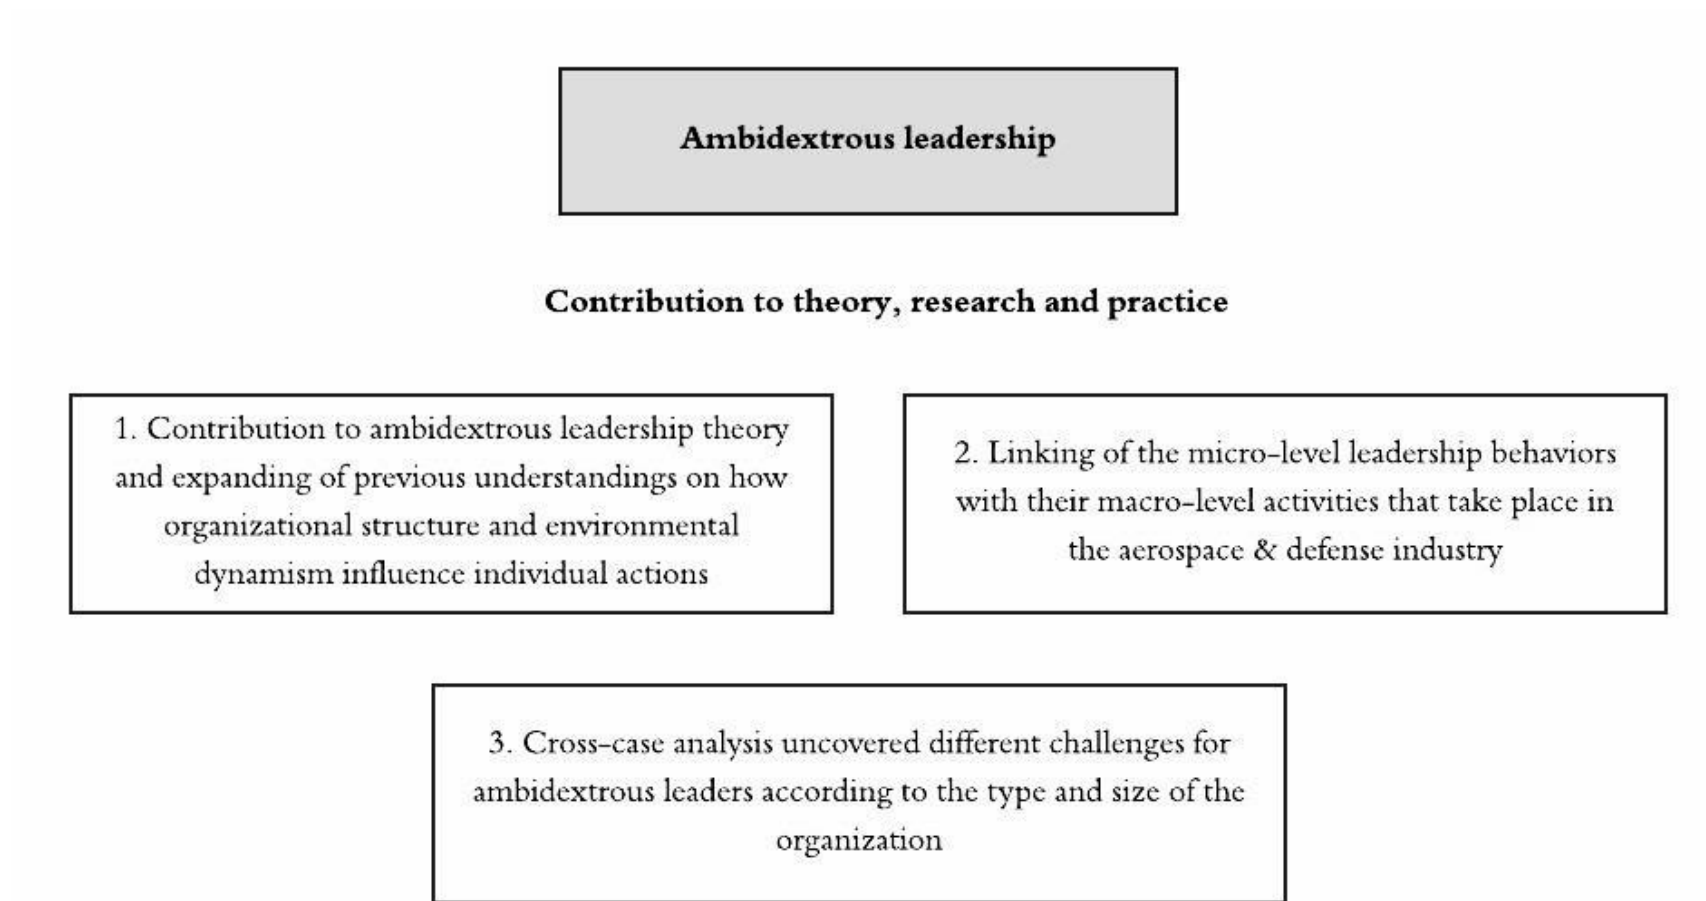 Ambidextrous leadership
Contribution to theory, research and practice
1. Contribution to ambidextrous leadership theory
and expanding of previous understandings on how
organizational structure and environmental
dynamism influence individual actions
2. Linking of the micro-level leadership behaviors
with their macro-level activities that take place in
the aerospace & defense industry
3. Cross-case analysis uncovered different challenges for
ambidextrous leaders according to the type and size of the
organization